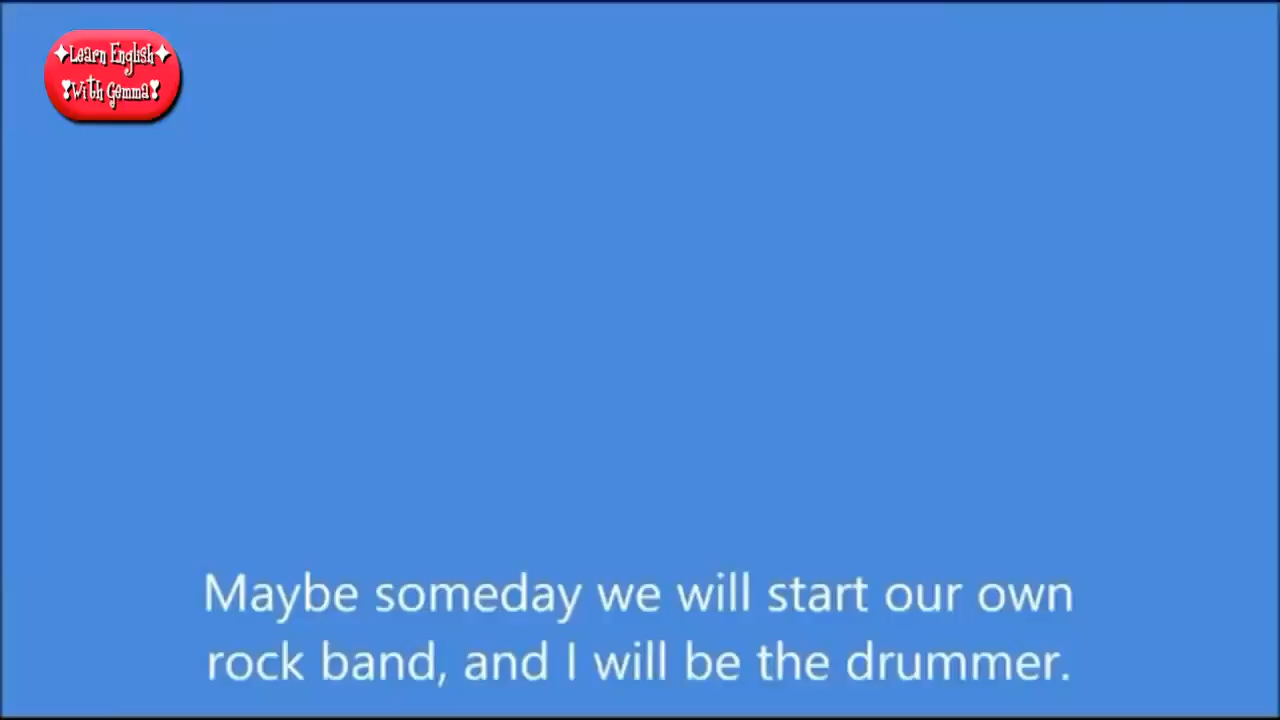 ✦Learn English✦
❣With Gemma❣
Maybe someday we will start our own
rock band, and I will be the drummer.